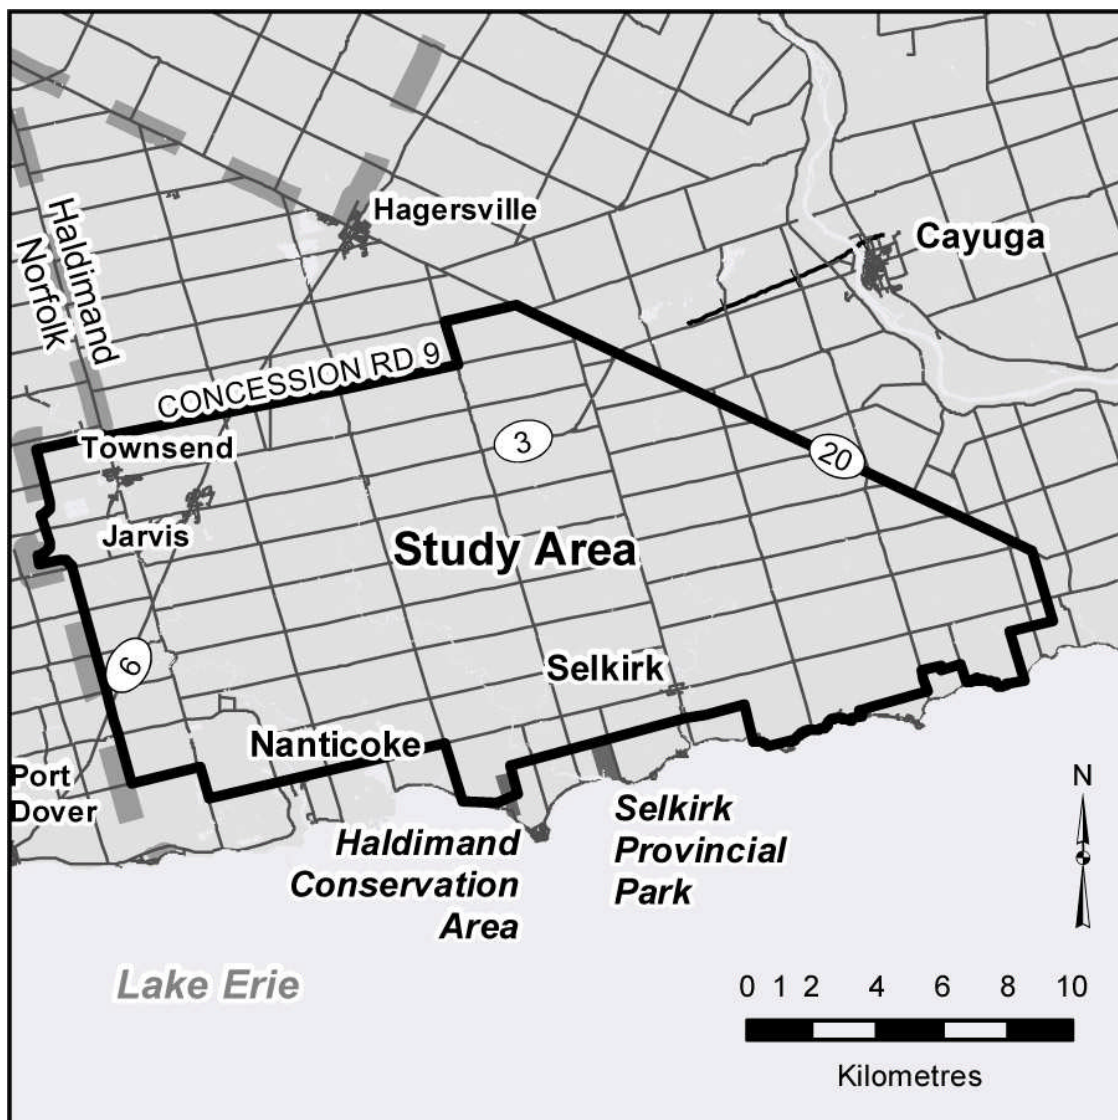 Hagersville
Cayuga
Haldimand
Norfolk
CONCESSION RD 9
Townsend
3
20
Jarvis
Study Area
6
Selkirk
Nanticoke
Port
Dover
N
Selkirk
Provincial
Park
Haldimand
Conservation
Area
Lake Erie
0 1 2 4 6 8 10
Kilometres